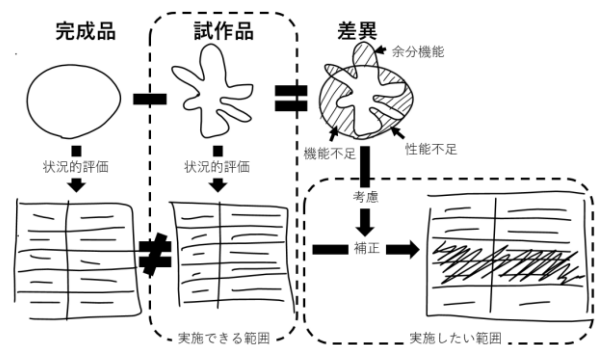 完成品
試作品
差異
余分機能
機能不足
性能不足
状況的評価
状況的評価
考慮
補正
実施できる範囲
実施したい範囲